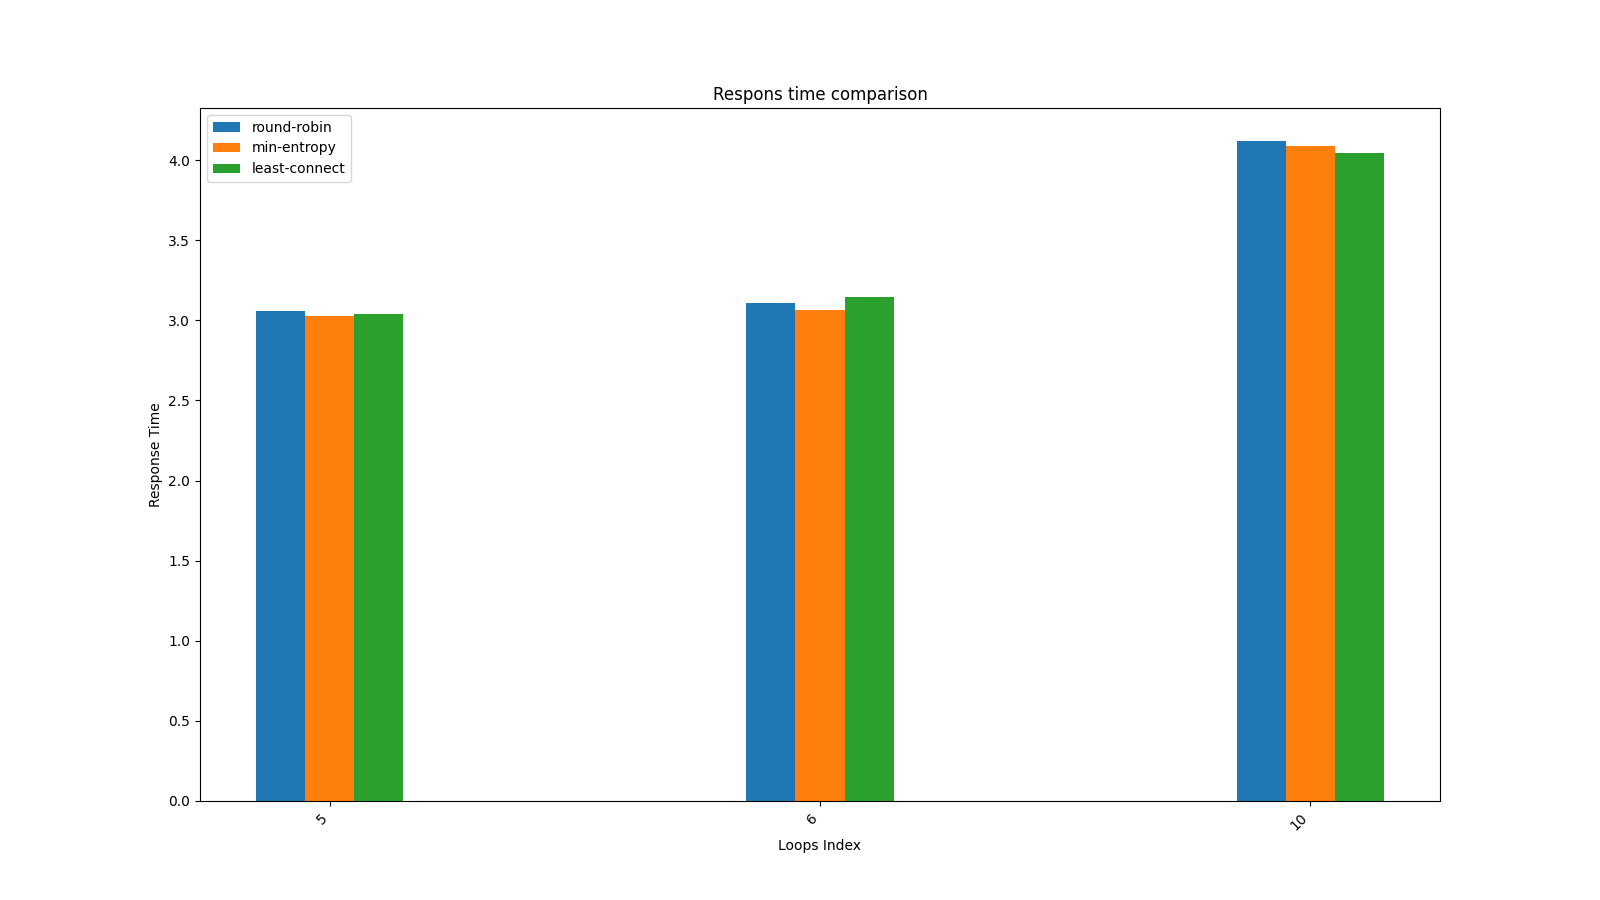 Respons time comparison
round-robin
min-entropy
least-connect
4.0
3.5
3.0
2.5
2.0
1.5
1.0
0.5
0.0
Response Time
5
6
10
Loops Index